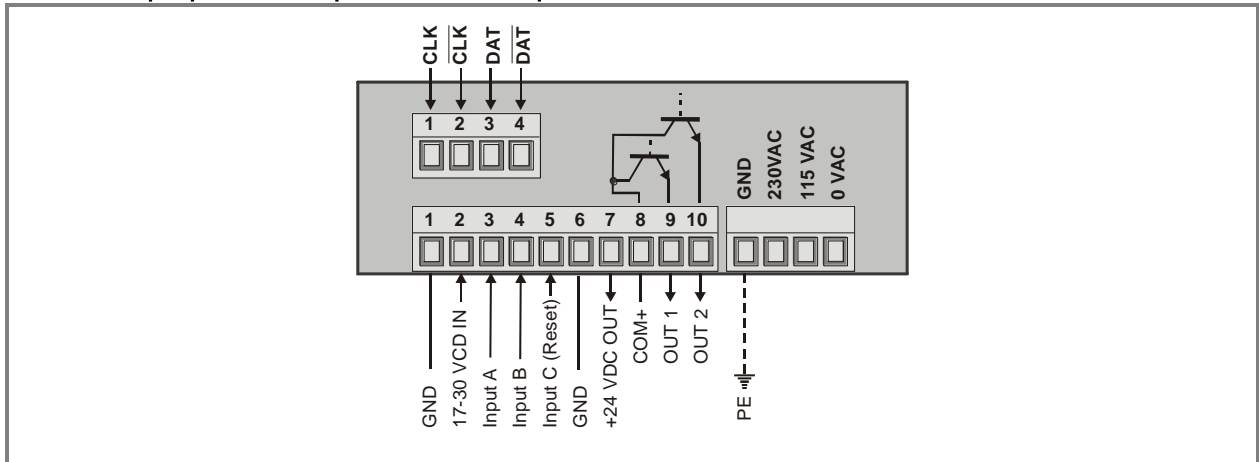 CLK
CLK
DAT
DAT
1 2 3 4
GND
230VAC
115 VAC
0 VAC
1 2 3 4 5 6 7 8 9 10
GND
17-30 VCD IN
Input A
Input B
Input C (Reset)
GND
+24 VDC OUT
COM+
OUT 1
OUT 2
PE